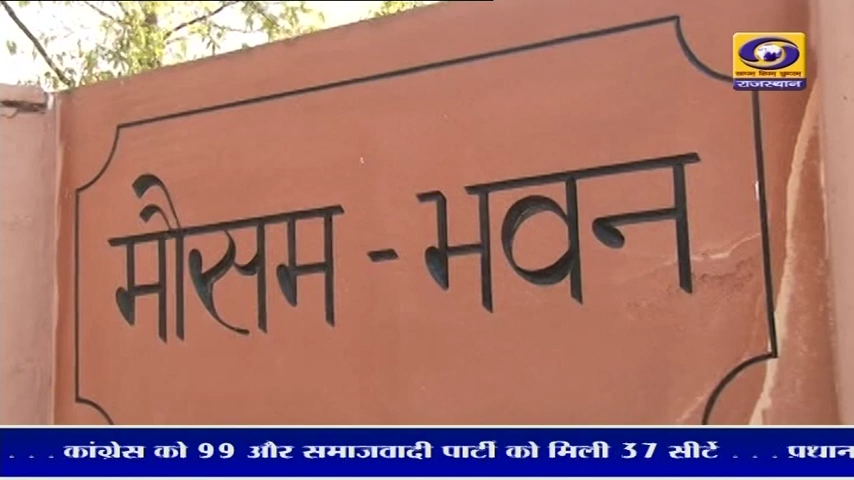 राजस्थान
मौसम - भवन
. . . कांग्रेस को 99 और समाजवादी पार्टी को मिली 37 सीटें . . . प्रधान